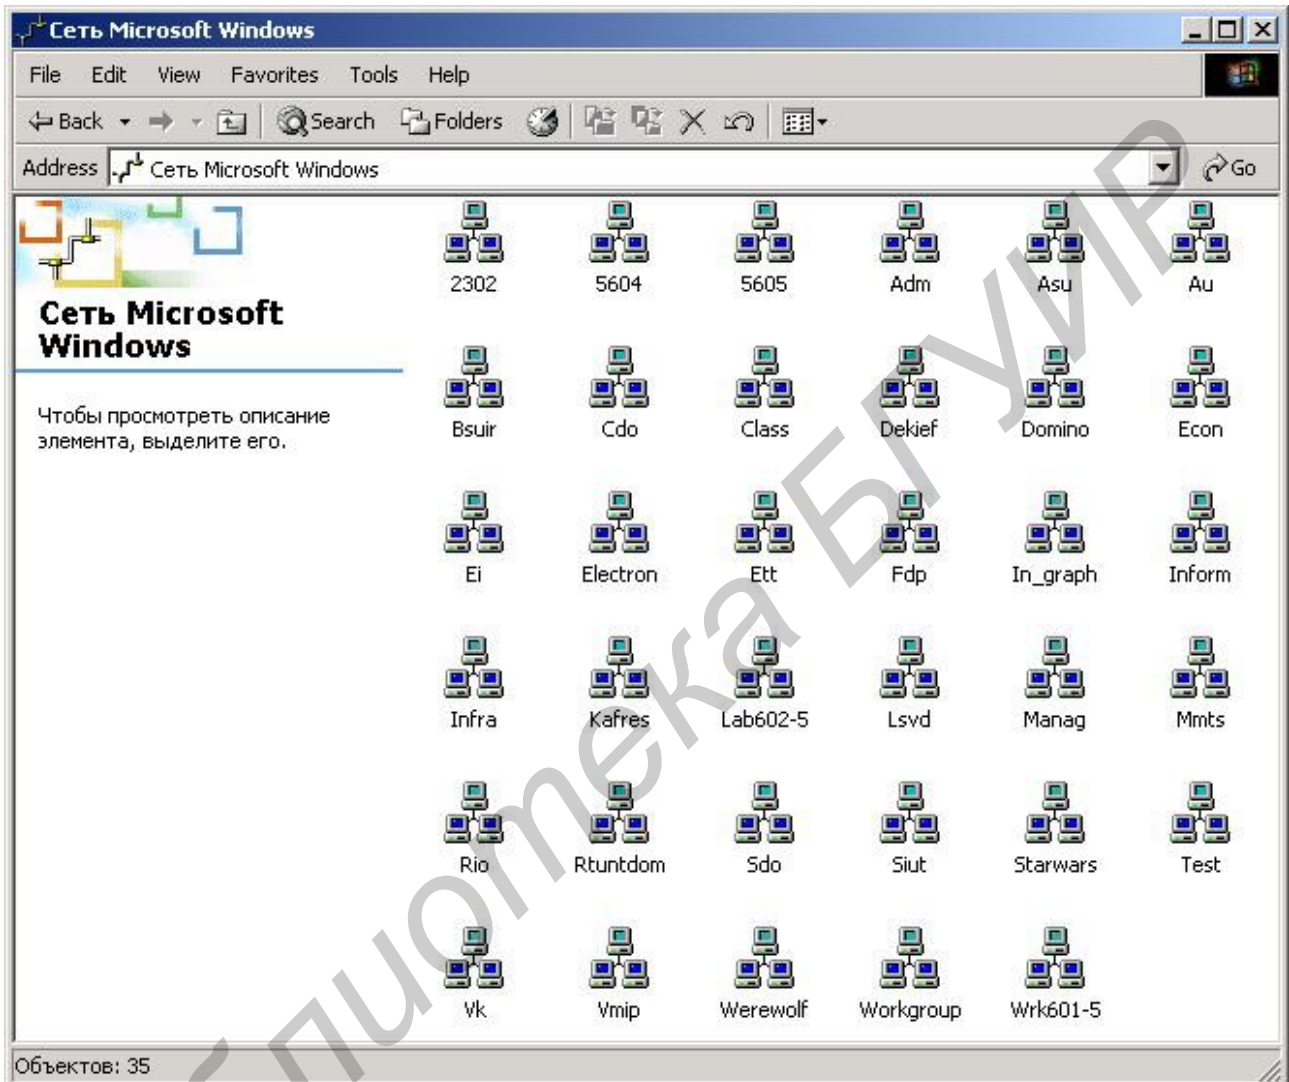 Сеть Microsoft Windows
File Edit View Favorites Tools Help
Back Search Folders
Address Сеть Microsoft Windows Go
Сеть Microsoft
Windows
Чтобы просмотреть описание
элемента, выделите его.
2302 5604 5605 Adm Asu Au
Bsuir Cdo Class Dekief Domino Econ
Ei Electron Ett Fdp In_graph Inform
Infra Kafres Lab602-5 Lsvd Manag Mmts
Rio Rtuntdom Sdo Siut Starwars Test
Vk Vmip Werewolf Workgroup Wrk601-5
Объектов: 35
БГУИР